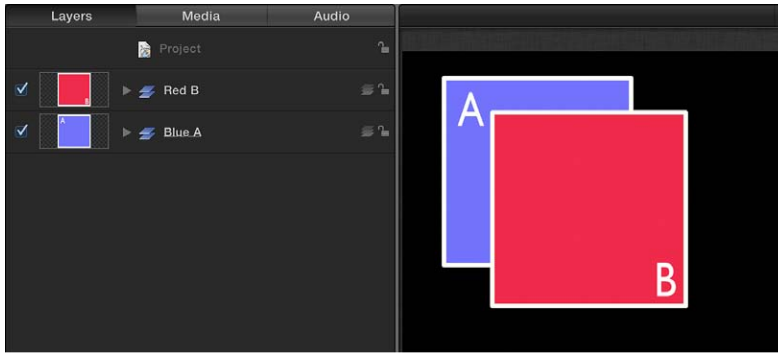 Layers Media Audio
Project
Red B
B
Blue A
A
A
B